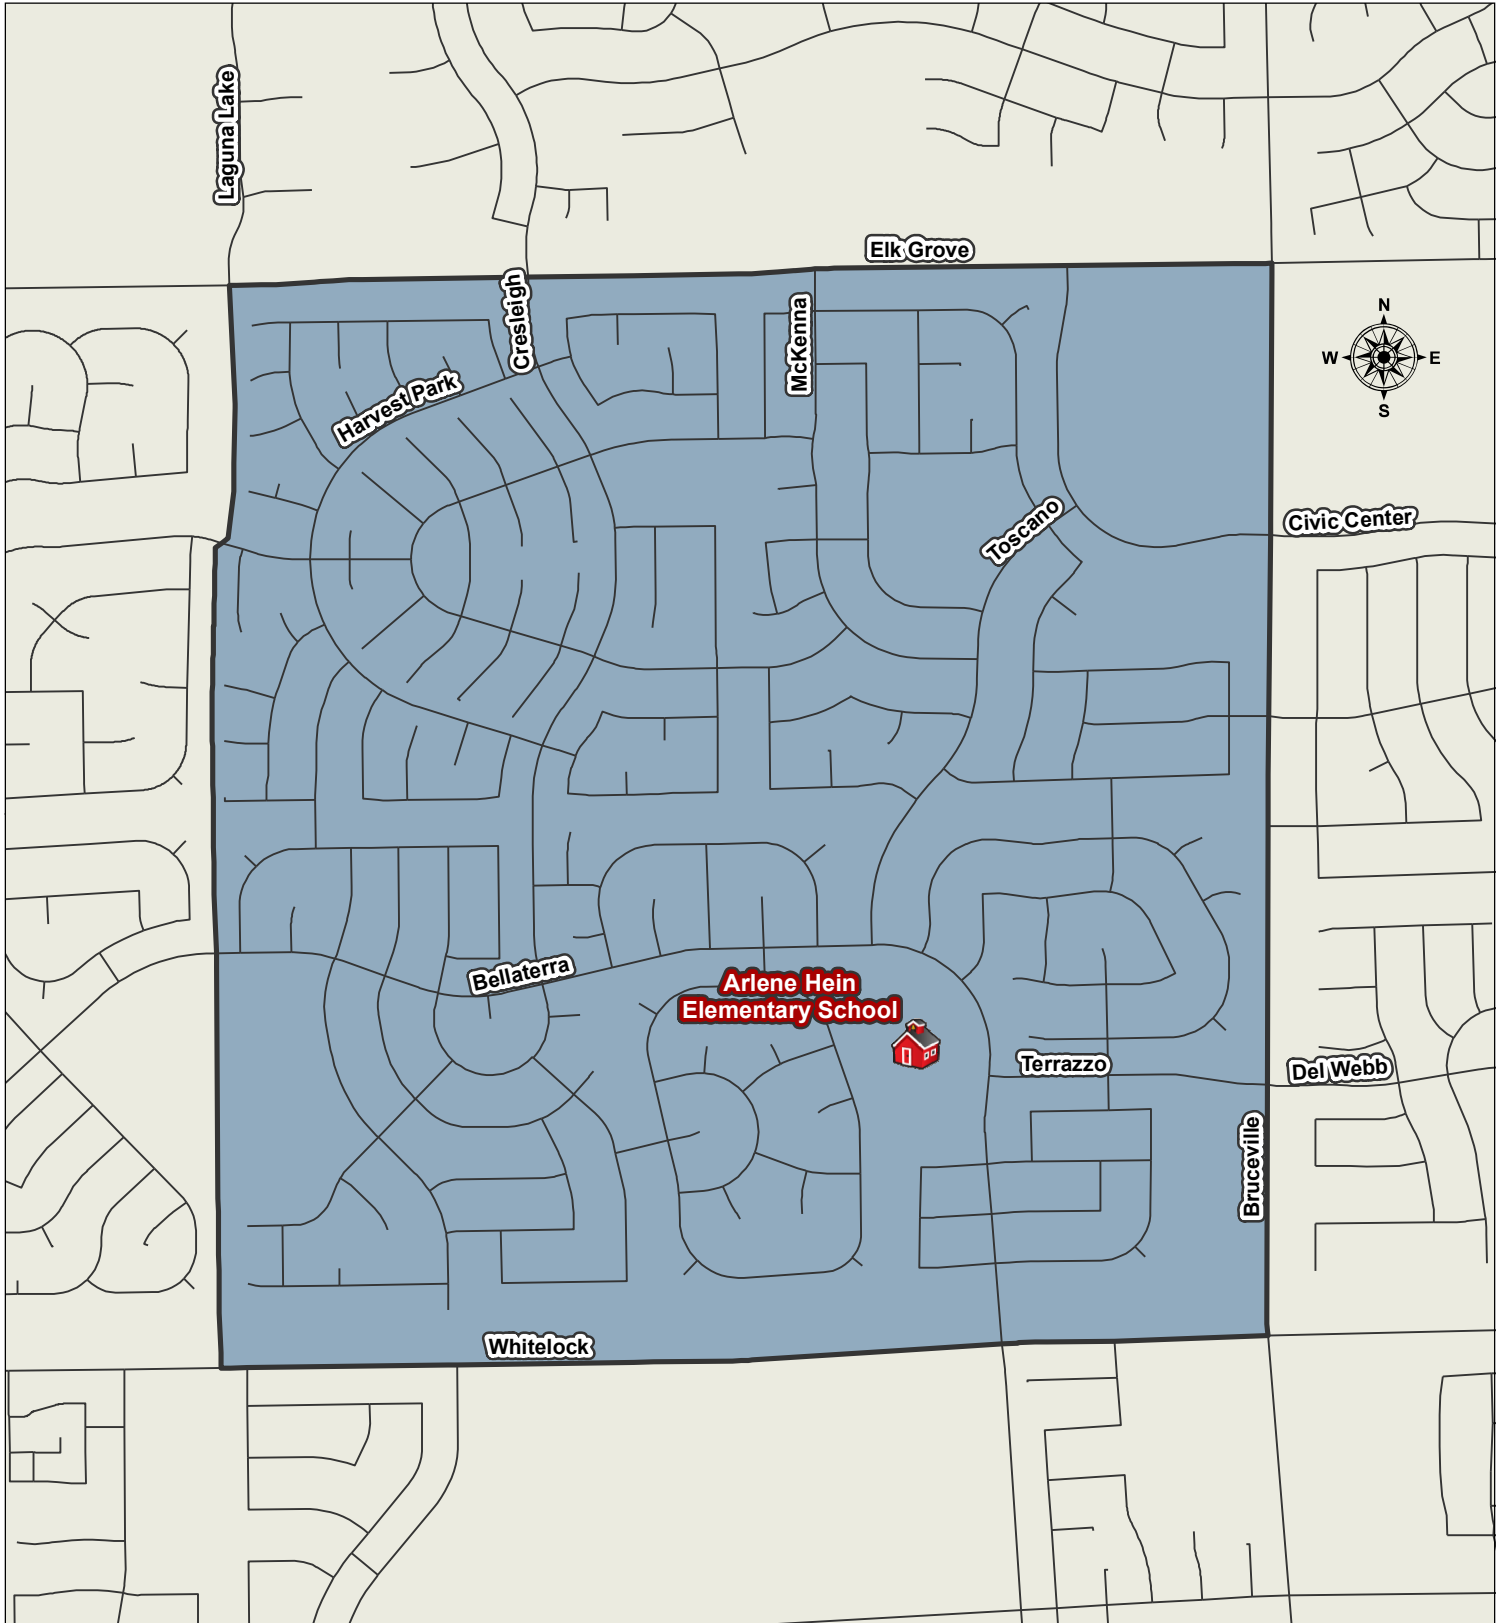 Laguna Lake
Elk Grove
Cresleigh
McKenna
N
W
E
S
Harvest Park
Civic Center
Toscano
Bellaterra
Arlene Hein
Elementary School
Terrazzo
Del Webb
Bruceville
Whitelock